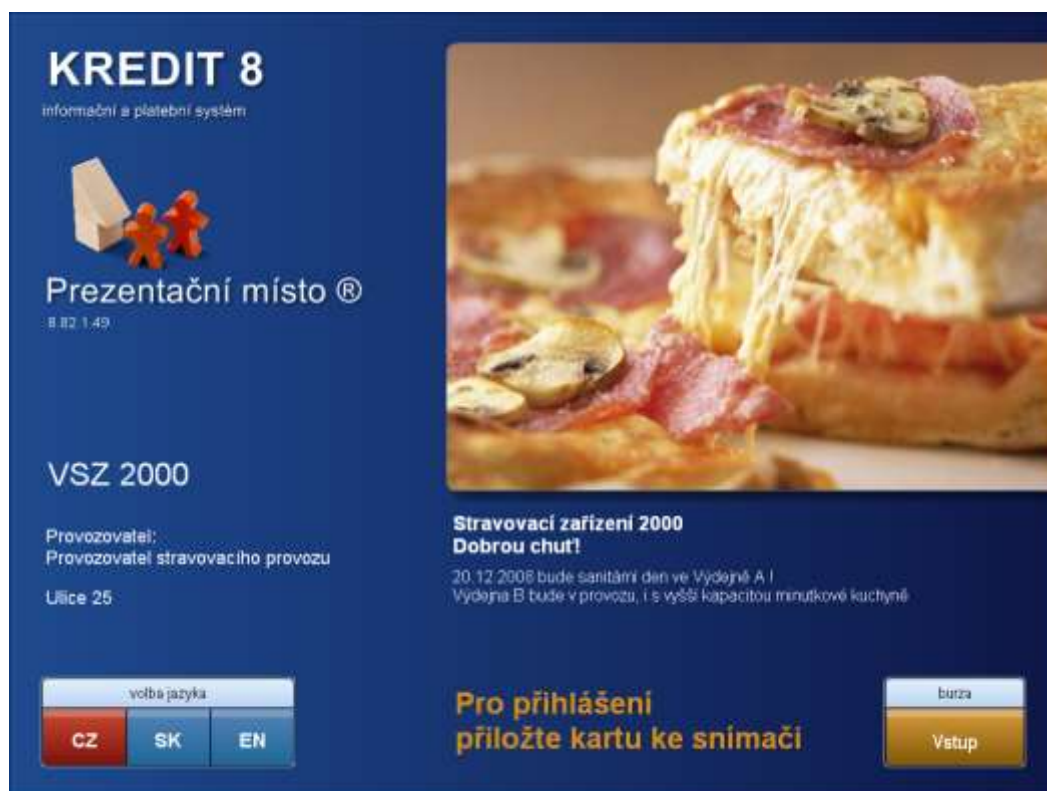 KREDIT 8
informační a platební systém
Prezentační místo ®
8.82.1.49
VSZ 2000
Provozovatel:
Provozovatel stravovacího provozu
Ulice 25
Stravovací zařízení 2000
Dobrou chuť!
20.12.2008 bude sanitární den ve Výdejně A !
Výdejna B bude v provozu, i s vyšší kapacitou minutkové kuchyně
volba jazyka
CZ SK EN
Pro přihlášení
přiložte kartu ke snímači
burza
Vstup